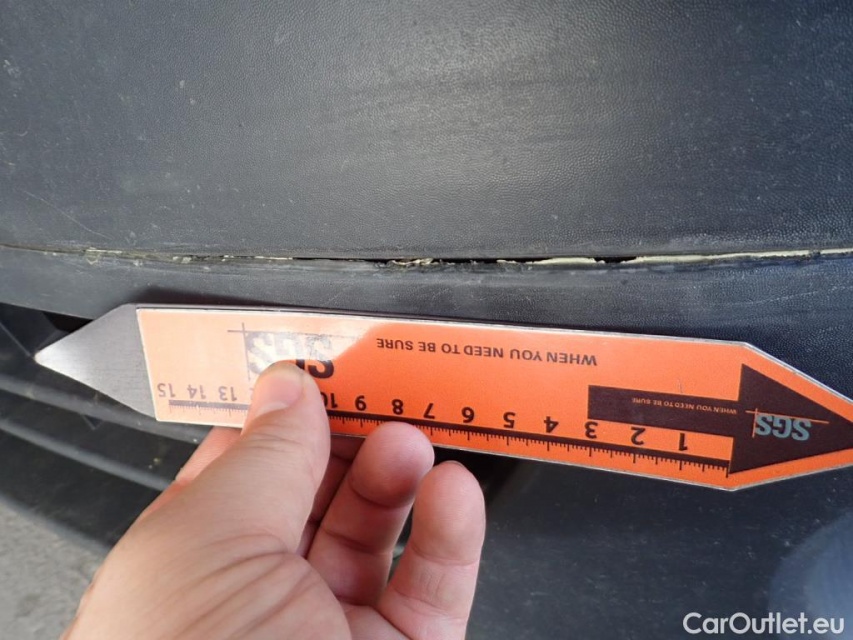 SGS
WHEN YOU NEED TO BE SURE
WHEN YOU NEED TO BE SURE
SGS
1 2 3 4 5 6 7 8 9 10 13 14 15
CarOutlet.eu